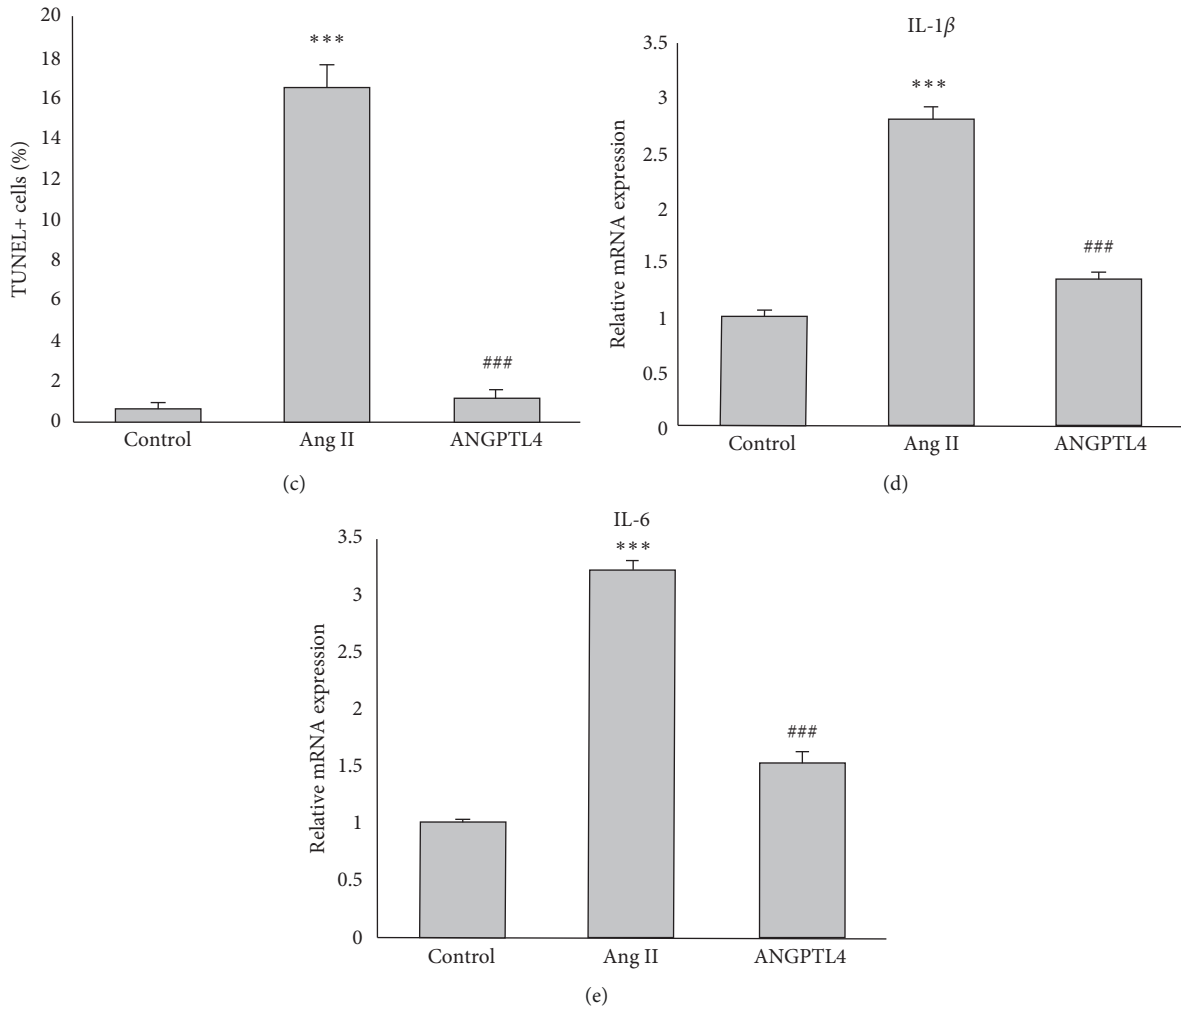 TUNEL+ cells (%)
20
18
16
14
12
10
8
6
4
2
0
***
###
Control
Ang II
ANGPTL4
(c)
IL-1β
Relative mRNA expression
3.5
3
2.5
2
1.5
1
0.5
0
***
###
Control
Ang II
ANGPTL4
(d)
IL-6
Relative mRNA expression
3.5
3
2.5
2
1.5
1
0.5
0
***
###
Control
Ang II
ANGPTL4
(e)